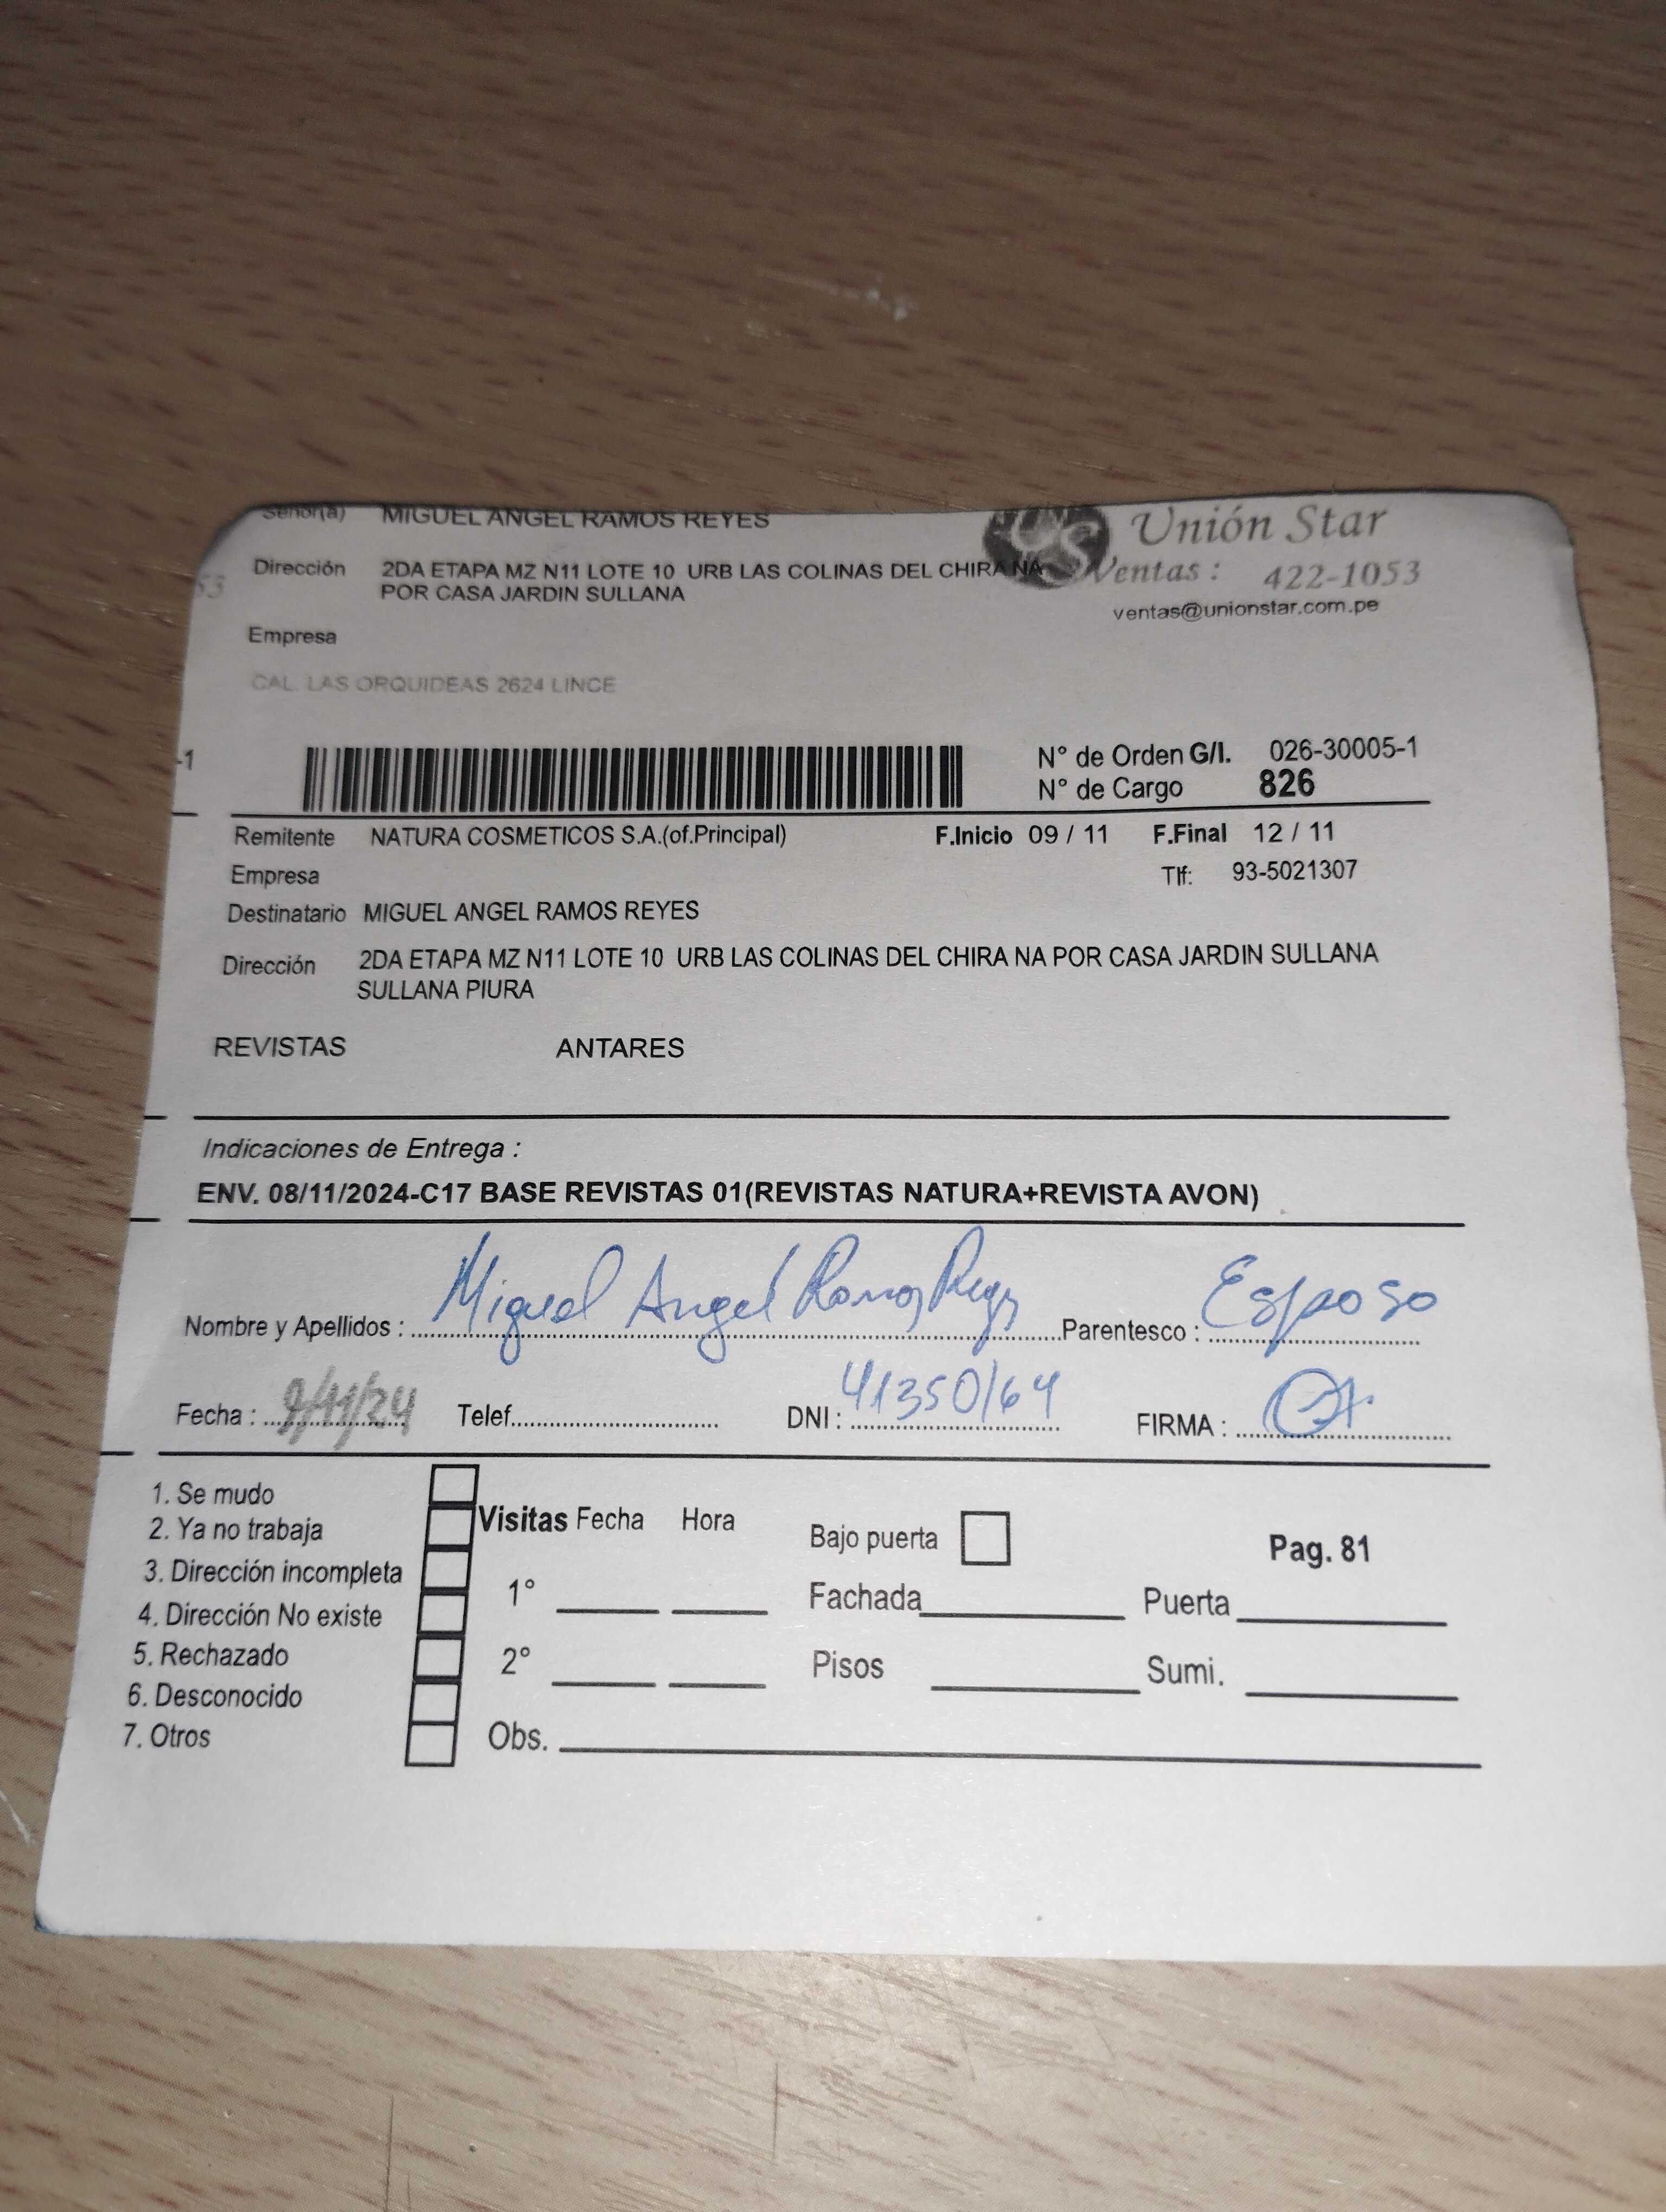 Señor(a) MIGUEL ANGEL RAMOS REYES
Unión Star
Dirección 2DA ETAPA MZ N11 LOTE 10 URB LAS COLINAS DEL CHIRA NA
POR CASA JARDIN SULLANA
Ventas : 422-1053
ventas@unionstar.com.pe
53
Empresa
CAL. LAS ORQUIDEAS 2624 LINCE
-1
N° de Orden G/I. 026-30005-1
N° de Cargo 826
Remitente NATURA COSMETICOS S.A.(of.Principal) F.Inicio 09 / 11 F.Final 12 / 11
Empresa Tlf: 93-5021307
Destinatario MIGUEL ANGEL RAMOS REYES
Dirección 2DA ETAPA MZ N11 LOTE 10 URB LAS COLINAS DEL CHIRA NA POR CASA JARDIN SULLANA
SULLANA PIURA
REVISTAS ANTARES
Indicaciones de Entrega :
ENV. 08/11/2024-C17 BASE REVISTAS 01(REVISTAS NATURA+REVISTA AVON)
Nombre y Apellidos : Miguel Angel Ramos Reyes Parentesco : Esposo
Fecha : 9/11/24 Telef. DNI : 41350164 FIRMA :
1. Se mudo
2. Ya no trabaja
3. Dirección incompleta
4. Dirección No existe
5. Rechazado
6. Desconocido
7. Otros
Visitas Fecha Hora
1°
2°
Obs.
Bajo puerta
Pag. 81
Fachada Puerta
Pisos Sumi.